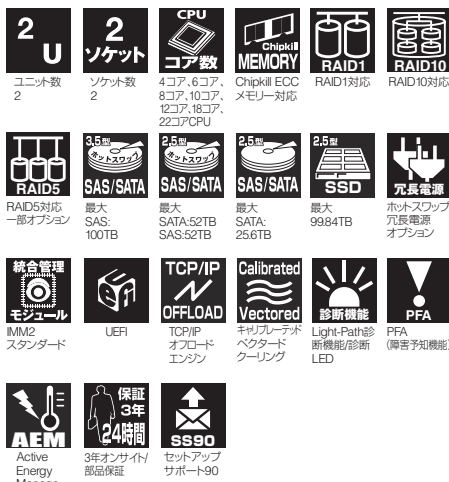 2
U
ユニット数
2
2
ソケット
ソケット数
2
CPU
コア数
4コア、6コア、
8コア、10コア、
12コア、18コア、
22コアCPU
Chipkill
MEMORY
Chipkill ECC
メモリー対応
RAID1
RAID1対応
RAID10
RAID10対応
RAID5
RAID5対応
一部オプション
3.5型
ホットスワップ
SAS/SATA
最大
SAS:
100TB
2.5型
ホットスワップ
SAS/SATA
最大
SATA:52TB
SAS:52TB
2.5型
SAS/SATA
最大
SATA:
25.6TB
2.5型
SSD
最大
99.84TB
冗長電源
ホットスワップ
冗長電源
オプション
統合管理
モジュール
IMM2
スタンダード
UEFI
UEFI
TCP/IP
OFFLOAD
TCP/IP
オフロード
エンジン
Calibrated
Vectored
キャリブレーテッド
ベクタード
クーリング
診断機能
Light-Path診
断機能/診断
LED
PFA
PFA
(障害予知機能)
AEM
Active
Energy
保証
3年
24時間
3年オンサイト/
部品保証
SS90
セットアップ
サポート90